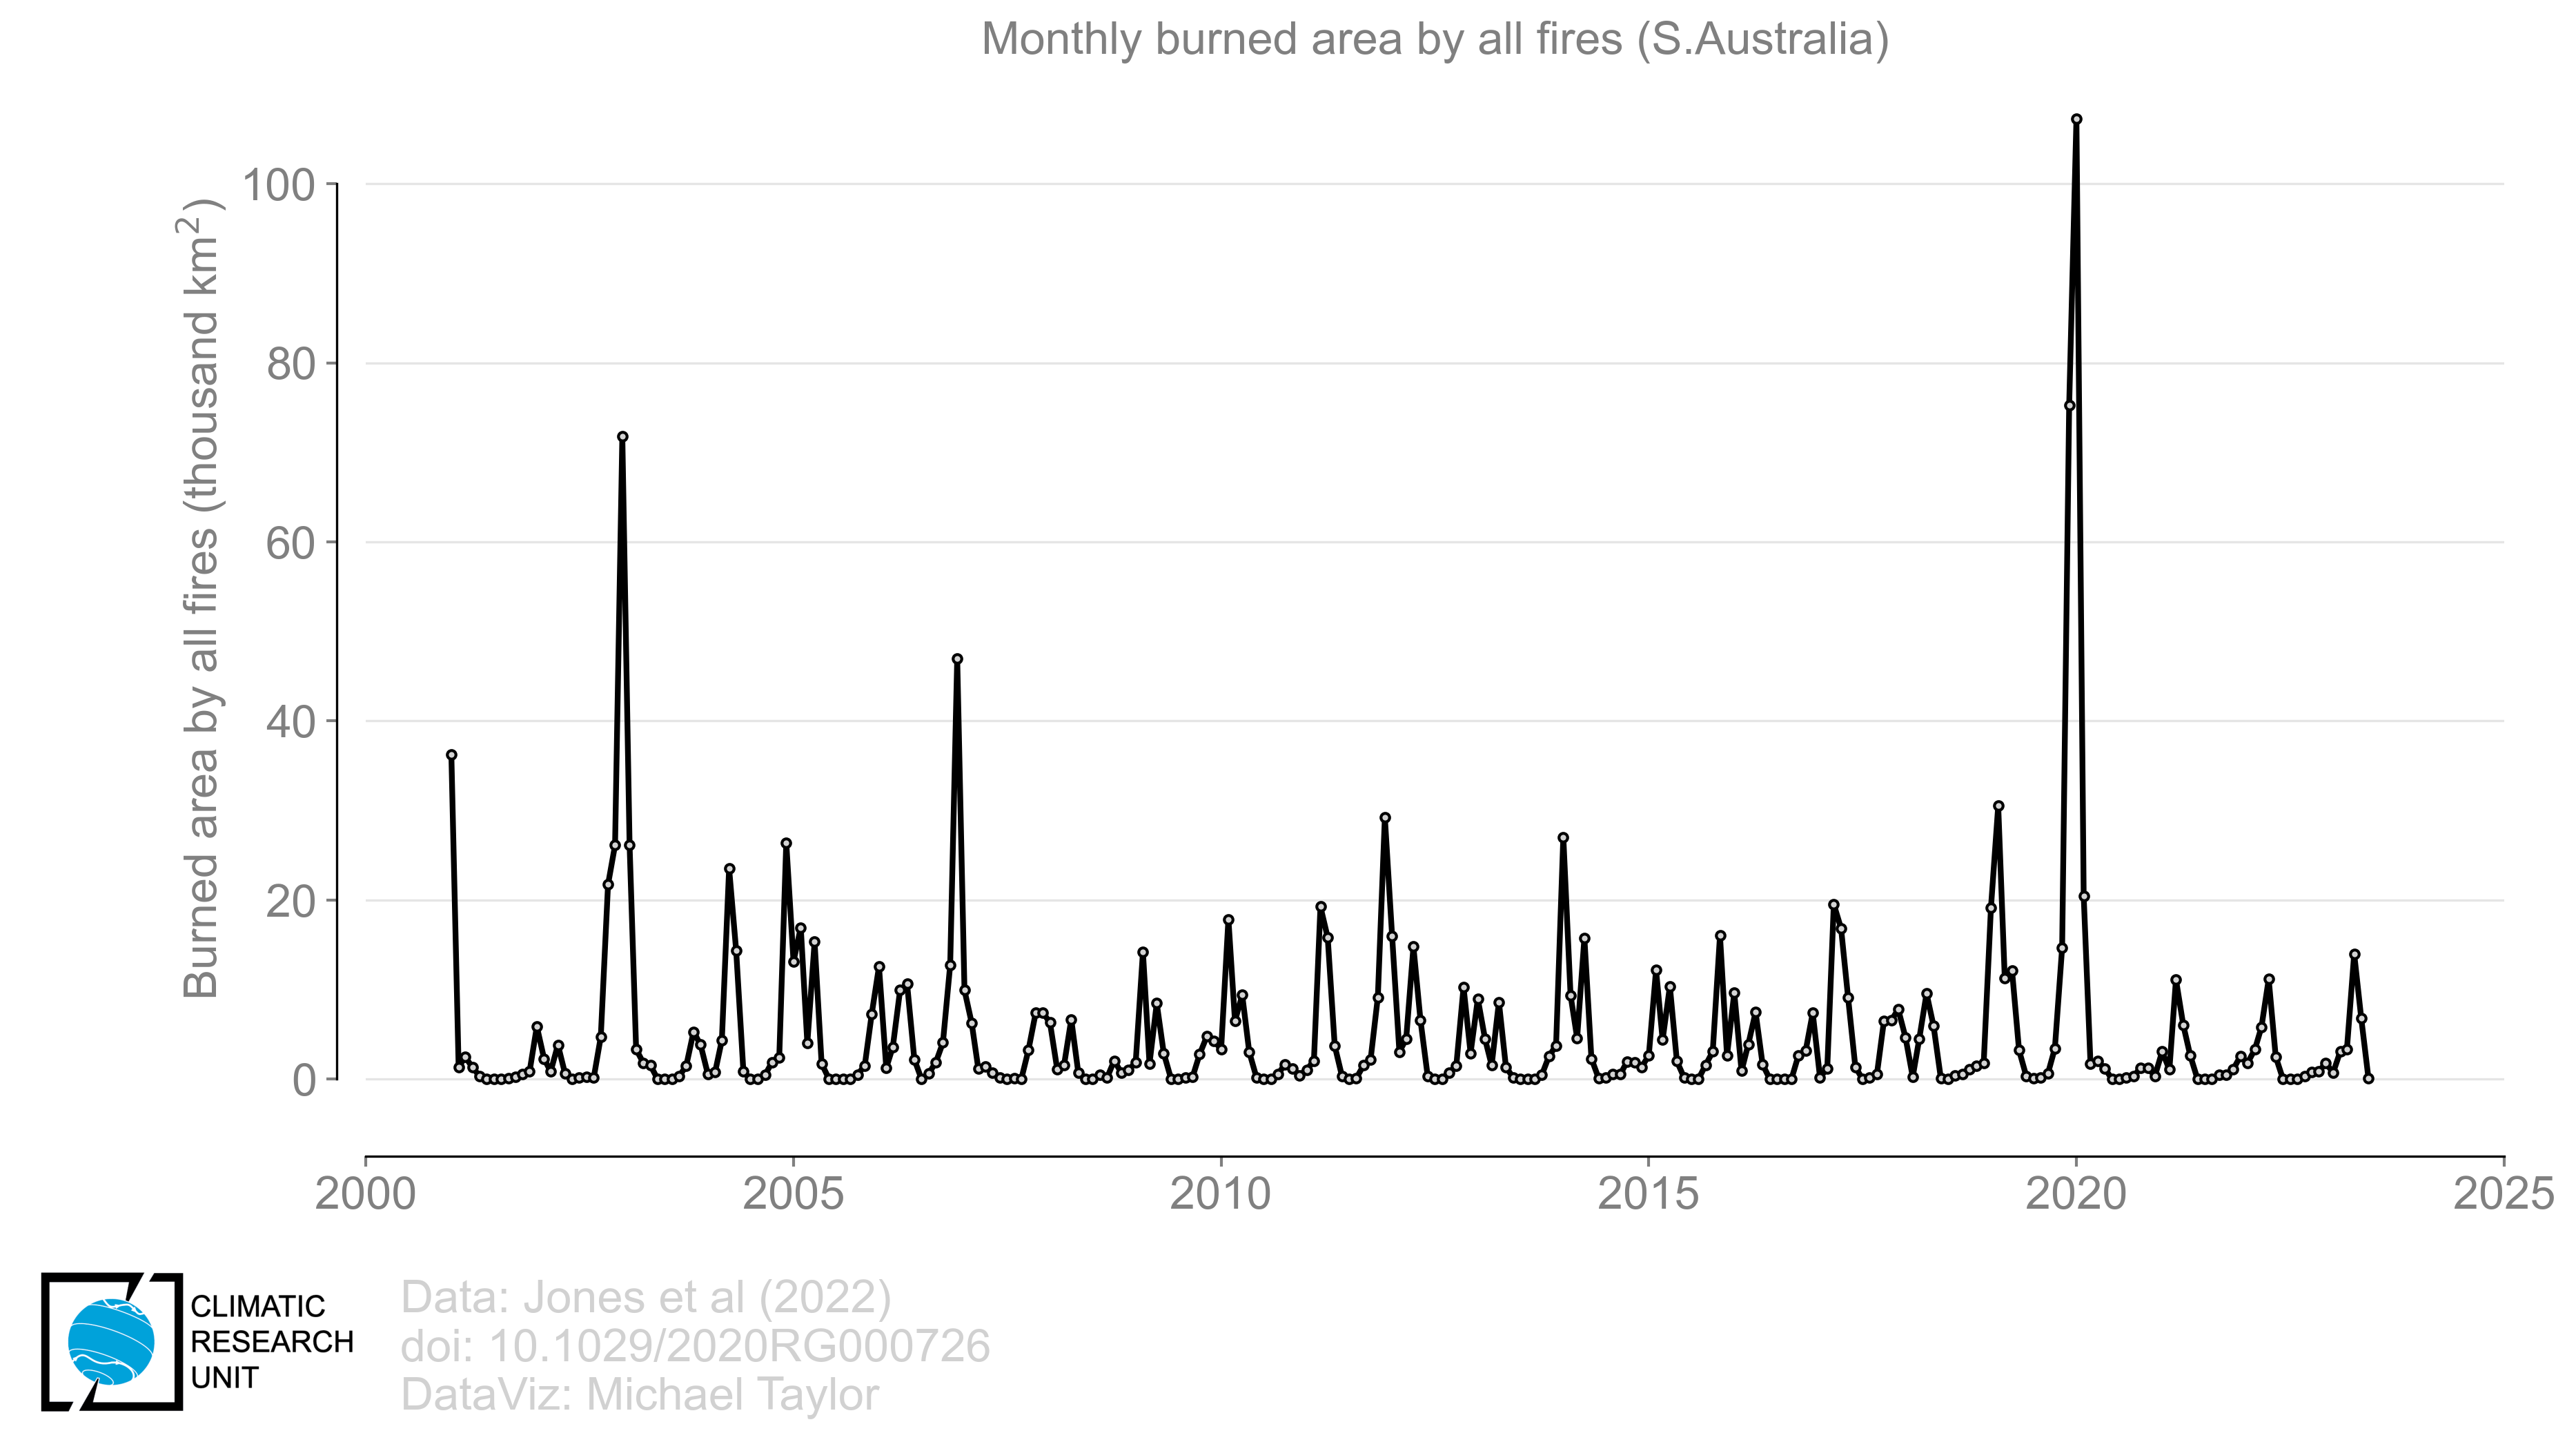 Monthly burned area by all fires (S.Australia)
Burned area by all fires (thousand km²)
100
80
60
40
20
0
2000 2005 2010 2015 2020 2025
CLIMATIC
RESEARCH
UNIT
Data: Jones et al (2022)
doi: 10.1029/2020RG000726
DataViz: Michael Taylor